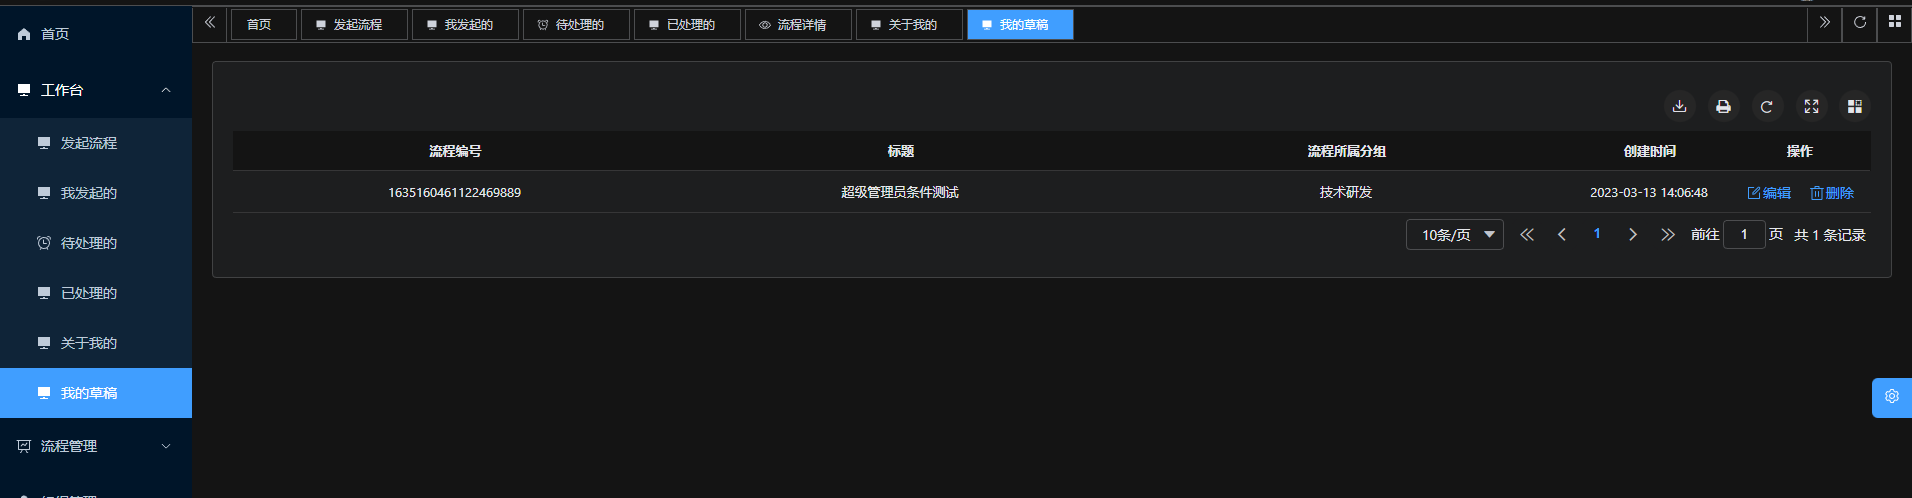 首页
工作台
发起流程
我发起的
待处理的
已处理的
关于我的
我的草稿
流程管理
首页 发起流程 我发起的 待处理的 已处理的 流程详情 关于我的 我的草稿
流程编号 标题 流程所属分组 创建时间 操作
1635160461122469889 超级管理员条件测试 技术研发 2023-03-13 14:06:48 编辑 删除
10条/页 1 前往 1 页 共 1 条记录